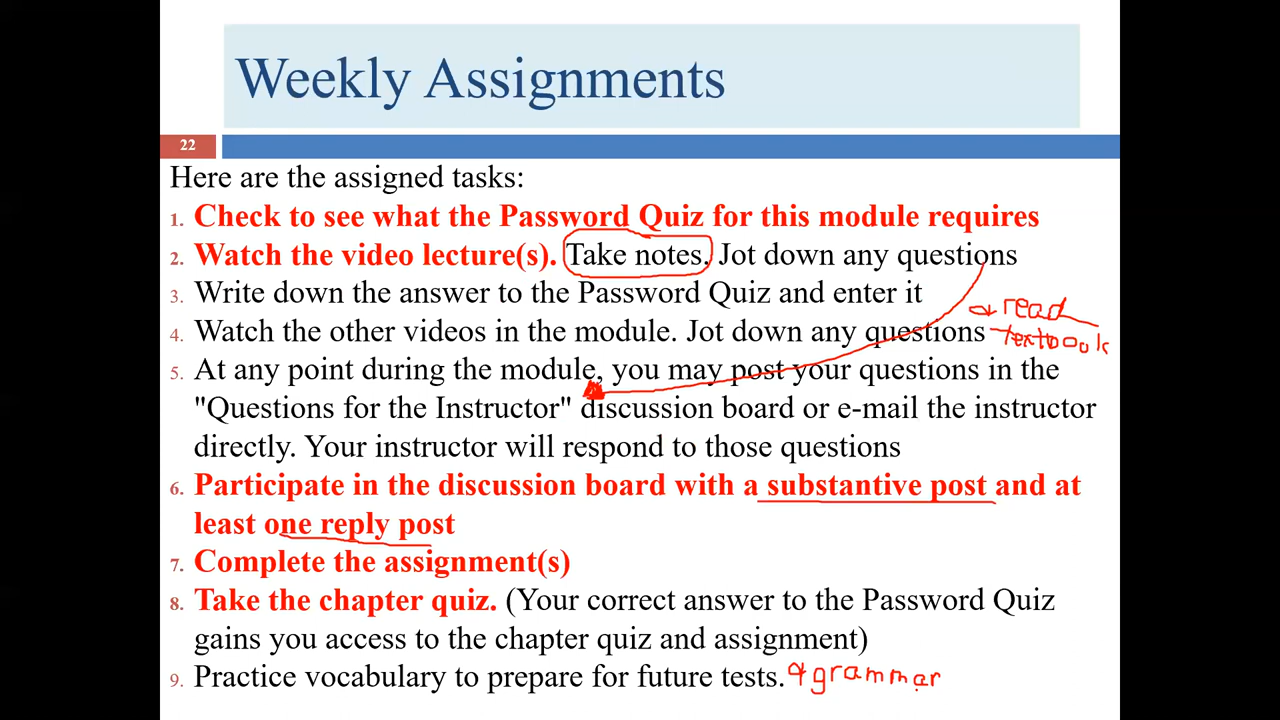 Weekly Assignments
22
Here are the assigned tasks:
1. Check to see what the Password Quiz for this module requires
2. Watch the video lecture(s). Take notes. Jot down any questions
3. Write down the answer to the Password Quiz and enter it
& read
4. Watch the other videos in the module. Jot down any questions
textbook
5. At any point during the module, you may post your questions in the
"Questions for the Instructor" discussion board or e-mail the instructor
directly. Your instructor will respond to those questions
6. Participate in the discussion board with a substantive post and at
least one reply post
7. Complete the assignment(s)
8. Take the chapter quiz. (Your correct answer to the Password Quiz
gains you access to the chapter quiz and assignment)
9. Practice vocabulary to prepare for future tests. & grammar